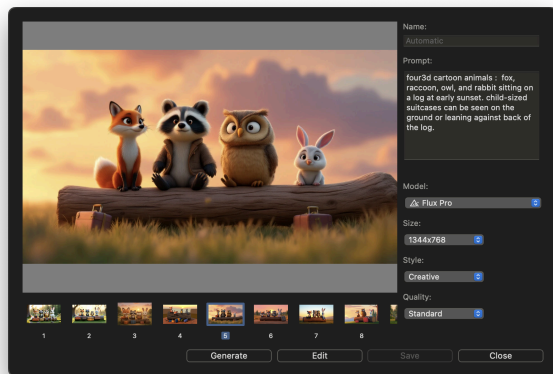 Name:
Automatic
Prompt:
four3d cartoon animals : fox,
raccoon, owl, and rabbit sitting on
a log at early sunset. child-sized
suitcases can be seen on the
ground or leaning against back of
the log.
Model:
Flux Pro
Size:
1344x768
Style:
Creative
Quality:
Standard
1 2 3 4 5 6 7 8
Generate Edit Save Close